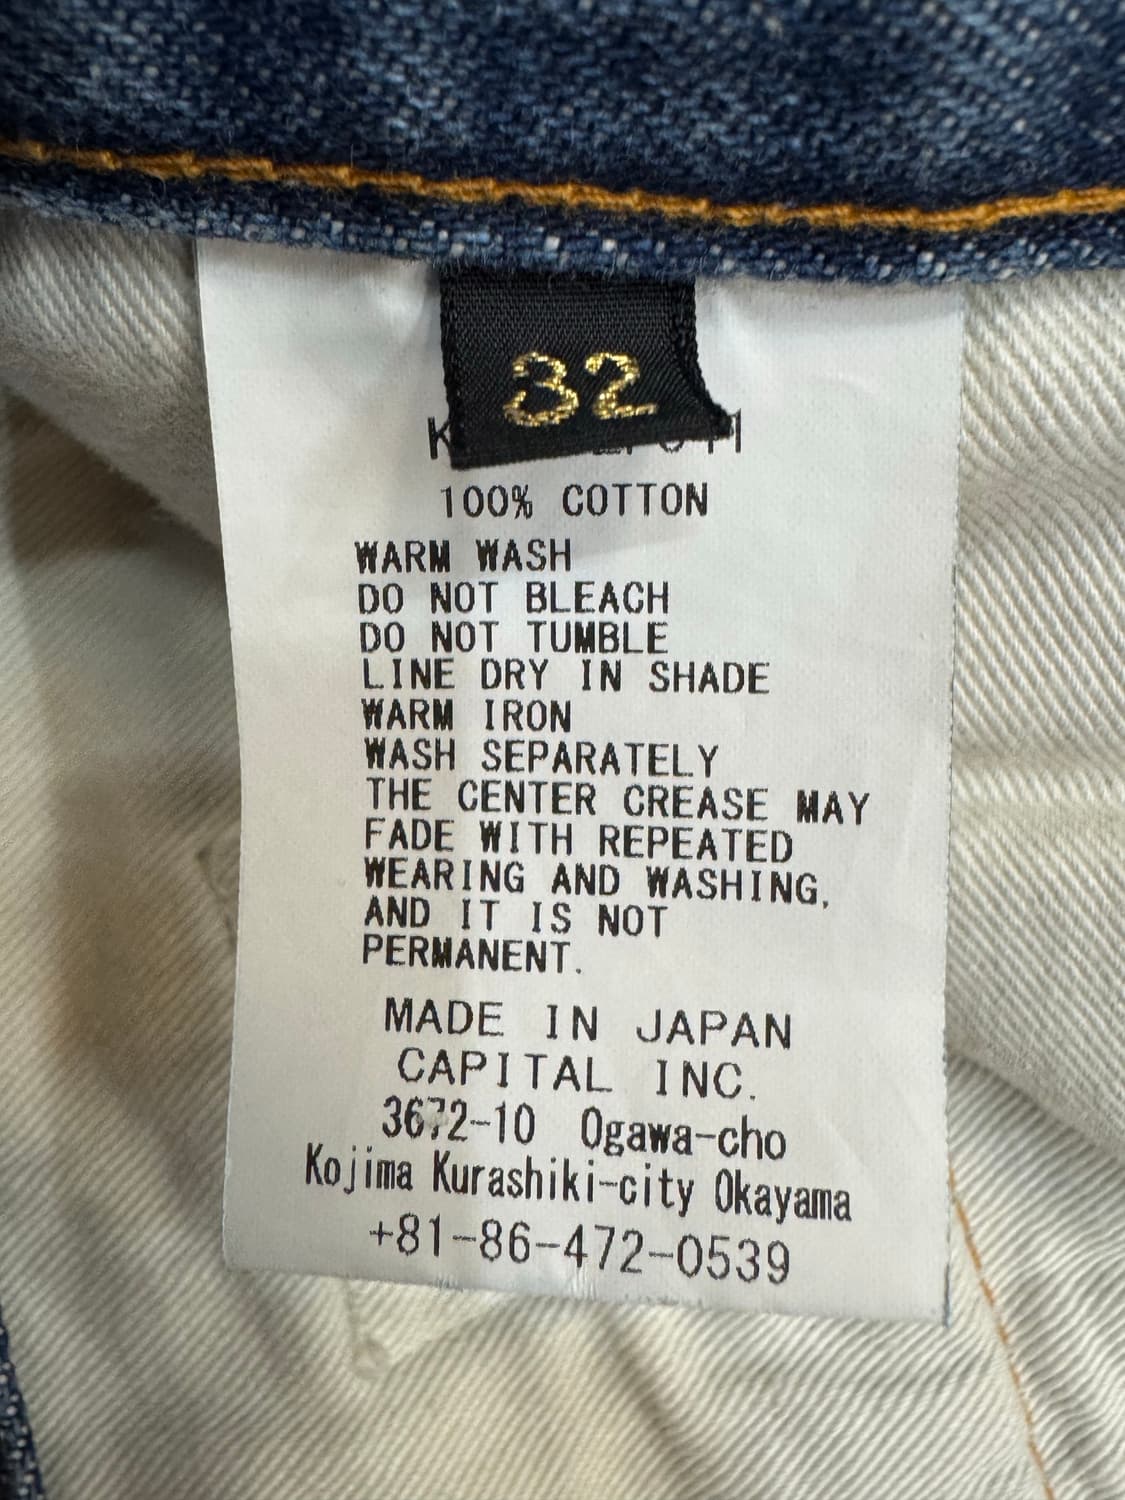 32
100% COTTON
WARM WASH
DO NOT BLEACH
DO NOT TUMBLE
LINE DRY IN SHADE
WARM IRON
WASH SEPARATELY
THE CENTER CREASE MAY
FADE WITH REPEATED
WEARING AND WASHING,
AND IT IS NOT
PERMANENT.
MADE IN JAPAN
CAPITAL INC.
3672-10 Ogawa-cho
Kojima Kurashiki-city Okayama
+81-86-472-0539